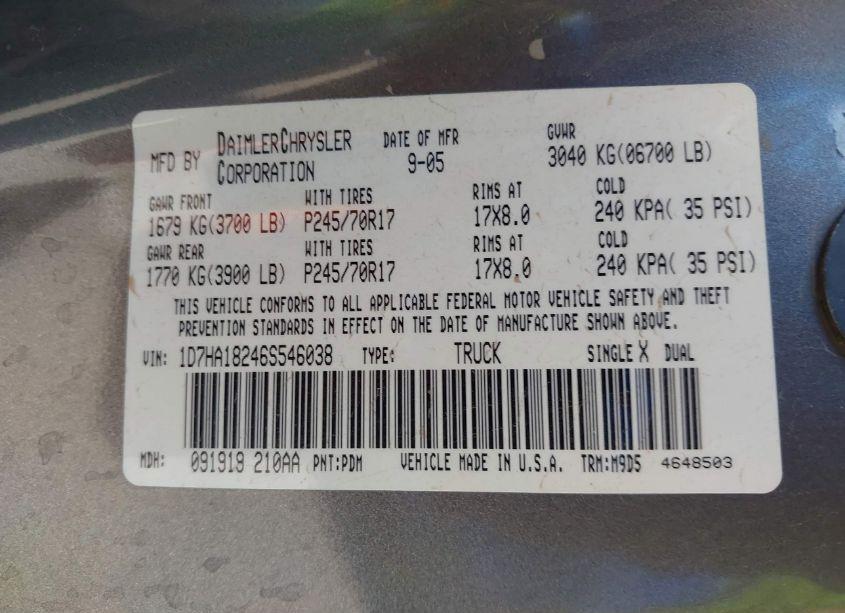 MFD BY DAIMLERCHRYSLER CORPORATION DATE OF MFR 9-05 GVWR 3040 KG(06700 LB)
GAWR FRONT WITH TIRES RIMS AT COLD
1679 KG(3700 LB) P245/70R17 17X8.0 240 KPA( 35 PSI)
GAWR REAR WITH TIRES RIMS AT COLD
1770 KG(3900 LB) P245/70R17 17X8.0 240 KPA( 35 PSI)
THIS VEHICLE CONFORMS TO ALL APPLICABLE FEDERAL MOTOR VEHICLE SAFETY AND THEFT
PREVENTION STANDARDS IN EFFECT ON THE DATE OF MANUFACTURE SHOWN ABOVE.
VIN: 1D7HA18246S546038 TYPE: TRUCK SINGLE X DUAL
MDH: 091919 210AA PNT:PDM VEHICLE MADE IN U.S.A. TRM:M9D5 4648503